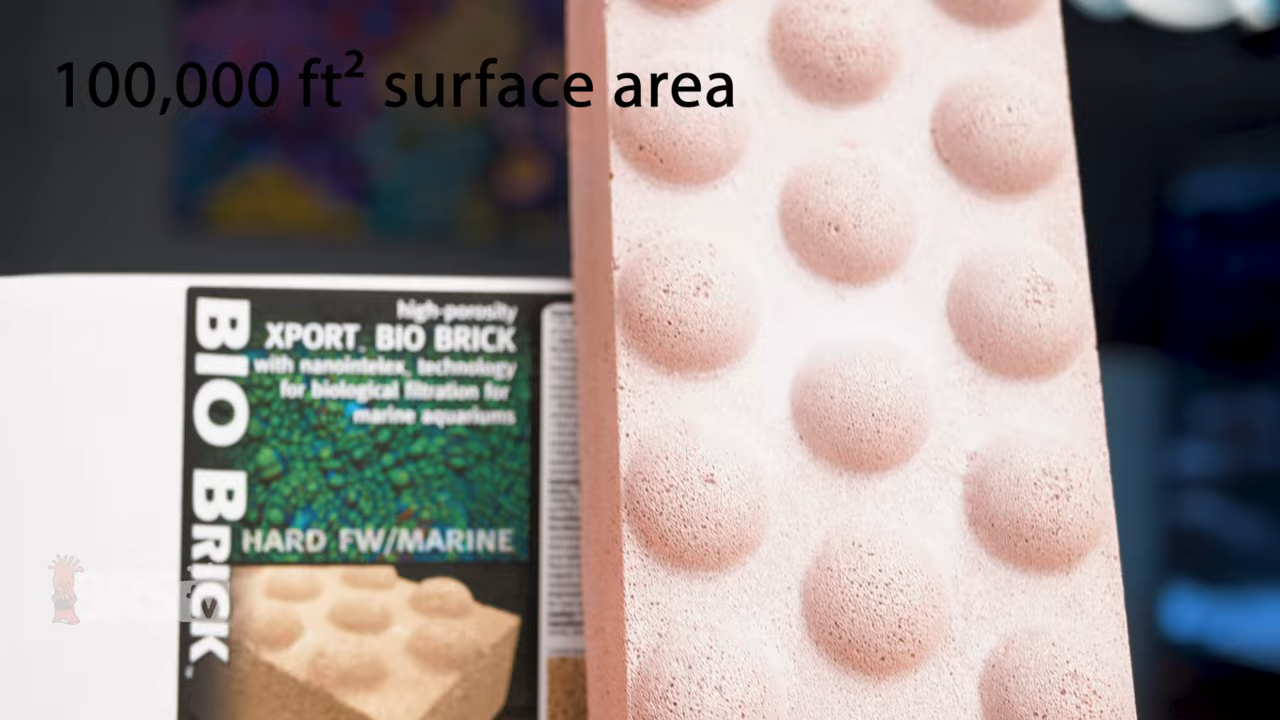 100,000 ft² surface area
BIO BRICK
high-porosity
XPORT BIO BRICK
with nanointelex technology
for biological filtration for
marine aquariums
HARD FW/MARINE